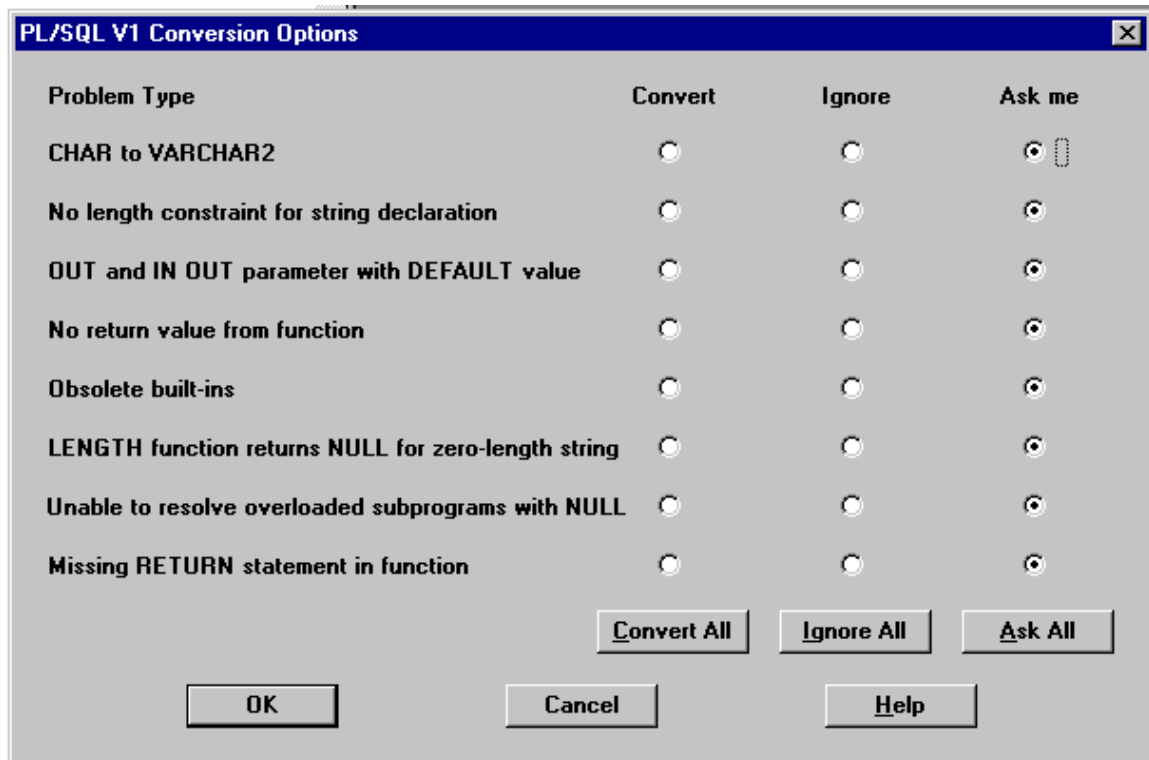 PL/SQL V1 Conversion Options
Problem Type Convert Ignore Ask me
CHAR to VARCHAR2
No length constraint for string declaration
OUT and IN OUT parameter with DEFAULT value
No return value from function
Obsolete built-ins
LENGTH function returns NULL for zero-length string
Unable to resolve overloaded subprograms with NULL
Missing RETURN statement in function
Convert All Ignore All Ask All
OK Cancel Help